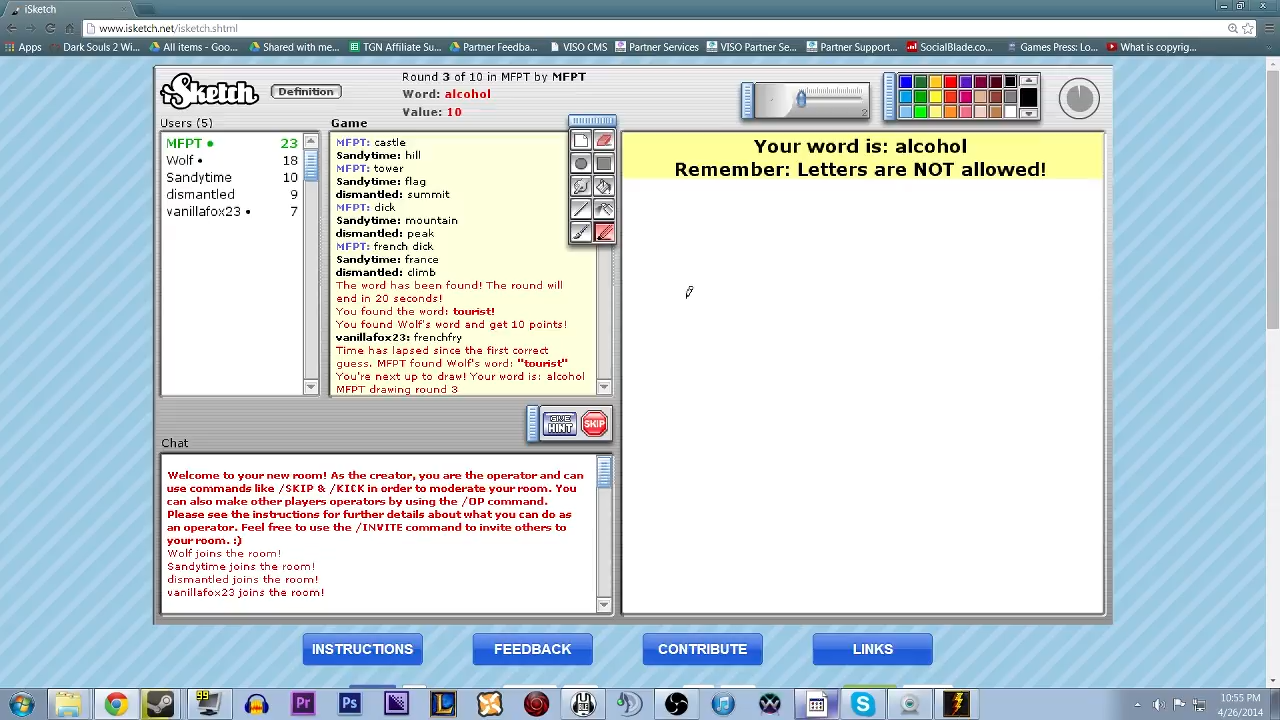 iSketch
www.isketch.net/isketch.shtml
Apps
Dark Souls 2 Wi...
All items - Goo...
Shared with me...
TGN Affiliate Su...
Partner Feedba...
VISO CMS
Partner Services
VISO Partner Se...
Partner Support...
SocialBlade.co...
Games Press: Lo...
What is copyrig...
iSketch
Definition
Round 3 of 10 in MFPT by MFPT
Word: alcohol
Value: 10
Users (5)
MFPT • 23
Wolf • 18
Sandytime 10
dismantled 9
vanillafox23 • 7
Game
MFPT: castle
Sandytime: hill
MFPT: tower
Sandytime: flag
dismantled: summit
MFPT: dick
Sandytime: mountain
dismantled: peak
MFPT: french dick
Sandytime: france
dismantled: climb
The word has been found! The round will
end in 20 seconds!
You found the word: tourist!
You found Wolf's word and get 10 points!
vanillafox23: frenchfry
Time has lapsed since the first correct
guess. MFPT found Wolf's word: "tourist"
You're next up to draw! Your word is: alcohol
MFPT drawing round 3
2
Your word is: alcohol
Remember: Letters are NOT allowed!
GIVE
HINT
SKIP
Chat
Welcome to your new room! As the creator, you are the operator and can
use commands like /SKIP & /KICK in order to moderate your room. You
can also make other players operators by using the /OP command.
Please see the instructions for further details about what you can do as
an operator. Feel free to use the /INVITE command to invite others to
your room. :)
Wolf joins the room!
Sandytime joins the room!
dismantled joins the room!
vanillafox23 joins the room!
INSTRUCTIONS
FEEDBACK
CONTRIBUTE
LINKS
99
Pr
Ps
L
10:55 PM
4/26/2014